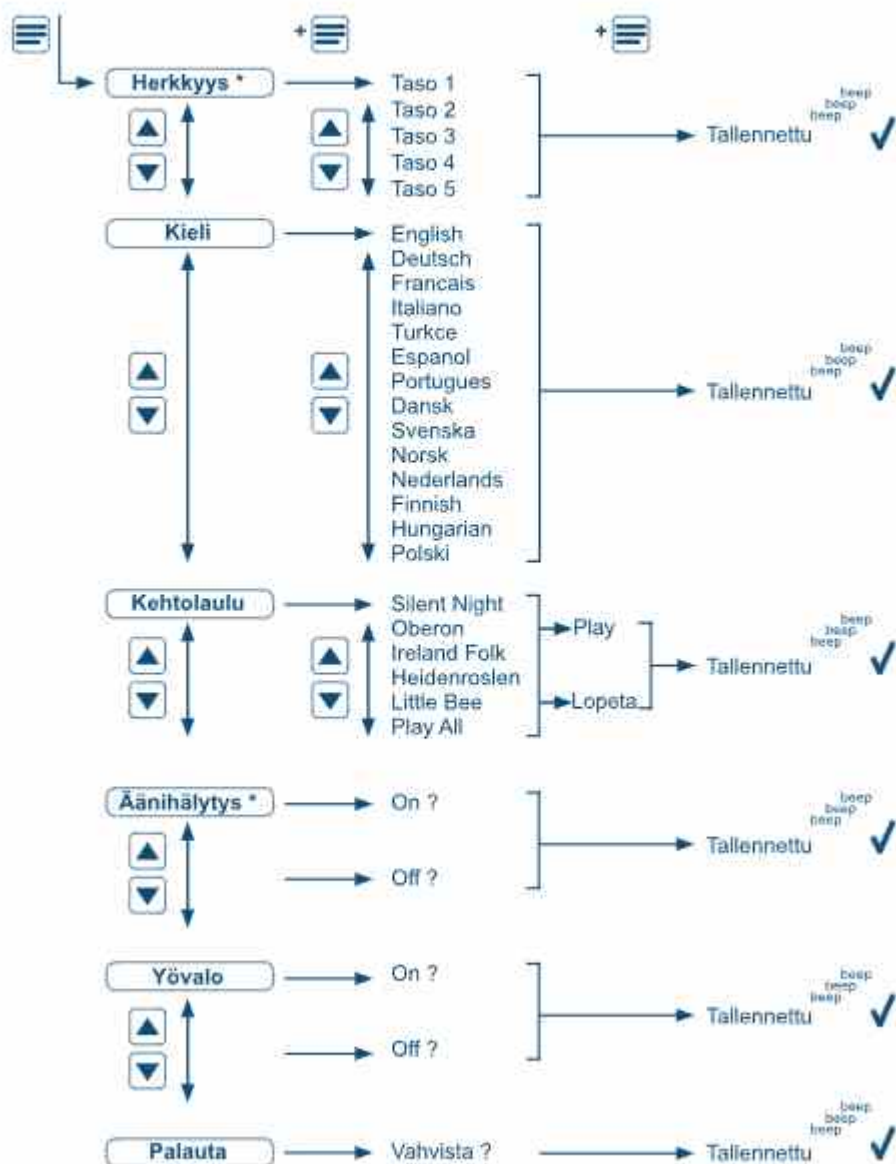 + +
Herkkyys * Taso 1
Taso 2
Taso 3
Taso 4
Taso 5
Tallennettu beep beep beep
Kieli English
Deutsch
Francais
Italiano
Turkce
Espanol
Portugues
Dansk
Svenska
Norsk
Nederlands
Finnish
Hungarian
Polski
Tallennettu beep beep beep
Kehtolaulu Silent Night
Oberon
Ireland Folk
Heidenroslen
Little Bee
Play All
Play
Lopeta
Tallennettu beep beep beep
Äänihälytys * On ?
Off ?
Tallennettu beep beep beep
Yövalo On ?
Off ?
Tallennettu beep beep beep
Palauta Vahvista ? Tallennettu beep beep beep